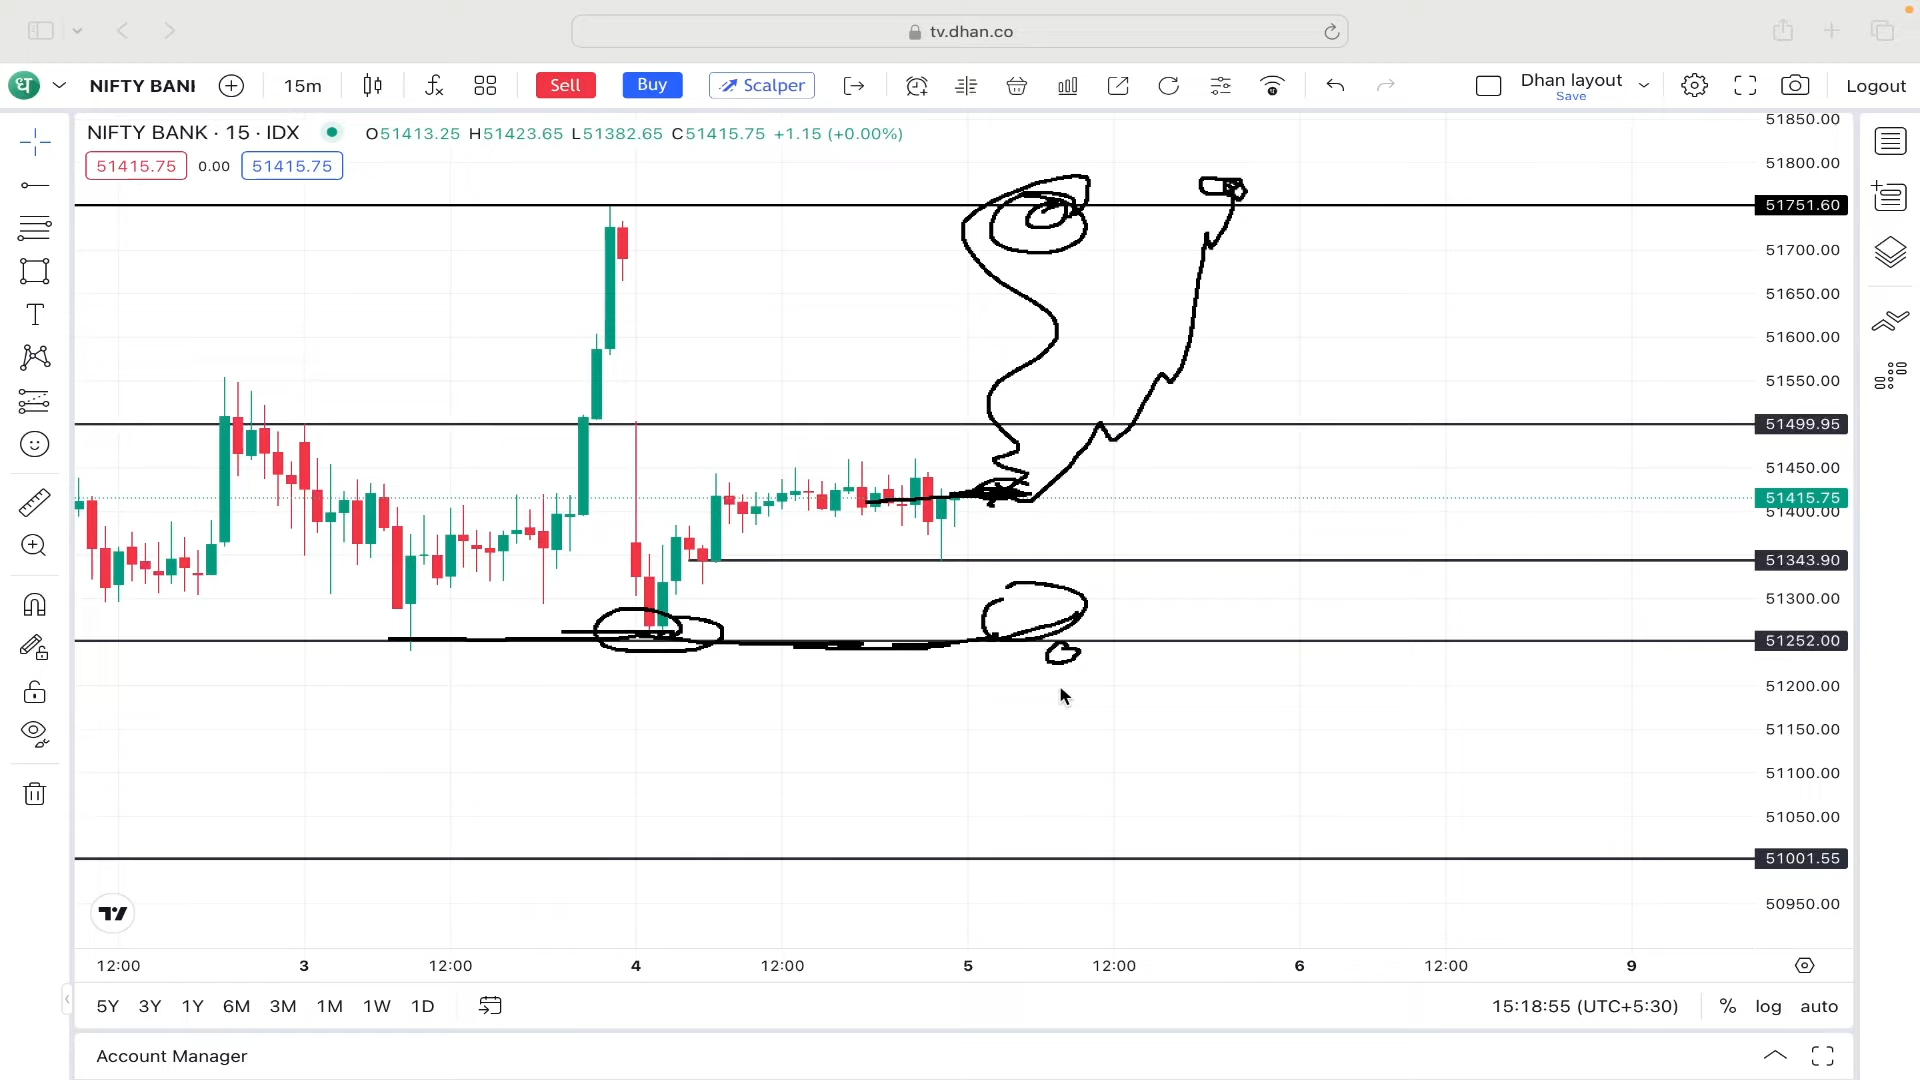 tv.dhan.co
ध NIFTY BANI 15m Sell Buy Scalper Dhan layout Save Logout
NIFTY BANK · 15 · IDX O51413.25 H51423.65 L51382.65 C51415.75 +1.15 (+0.00%)
51415.75 0.00 51415.75
51850.00
51800.00
51751.60
51700.00
51650.00
51600.00
51550.00
51499.95
51450.00
51415.75
51400.00
51343.90
51300.00
51252.00
51200.00
51150.00
51100.00
51050.00
51001.55
50950.00
12:00 3 12:00 4 12:00 5 12:00 6 12:00 9
5Y 3Y 1Y 6M 3M 1M 1W 1D 15:18:55 (UTC+5:30) % log auto
Account Manager